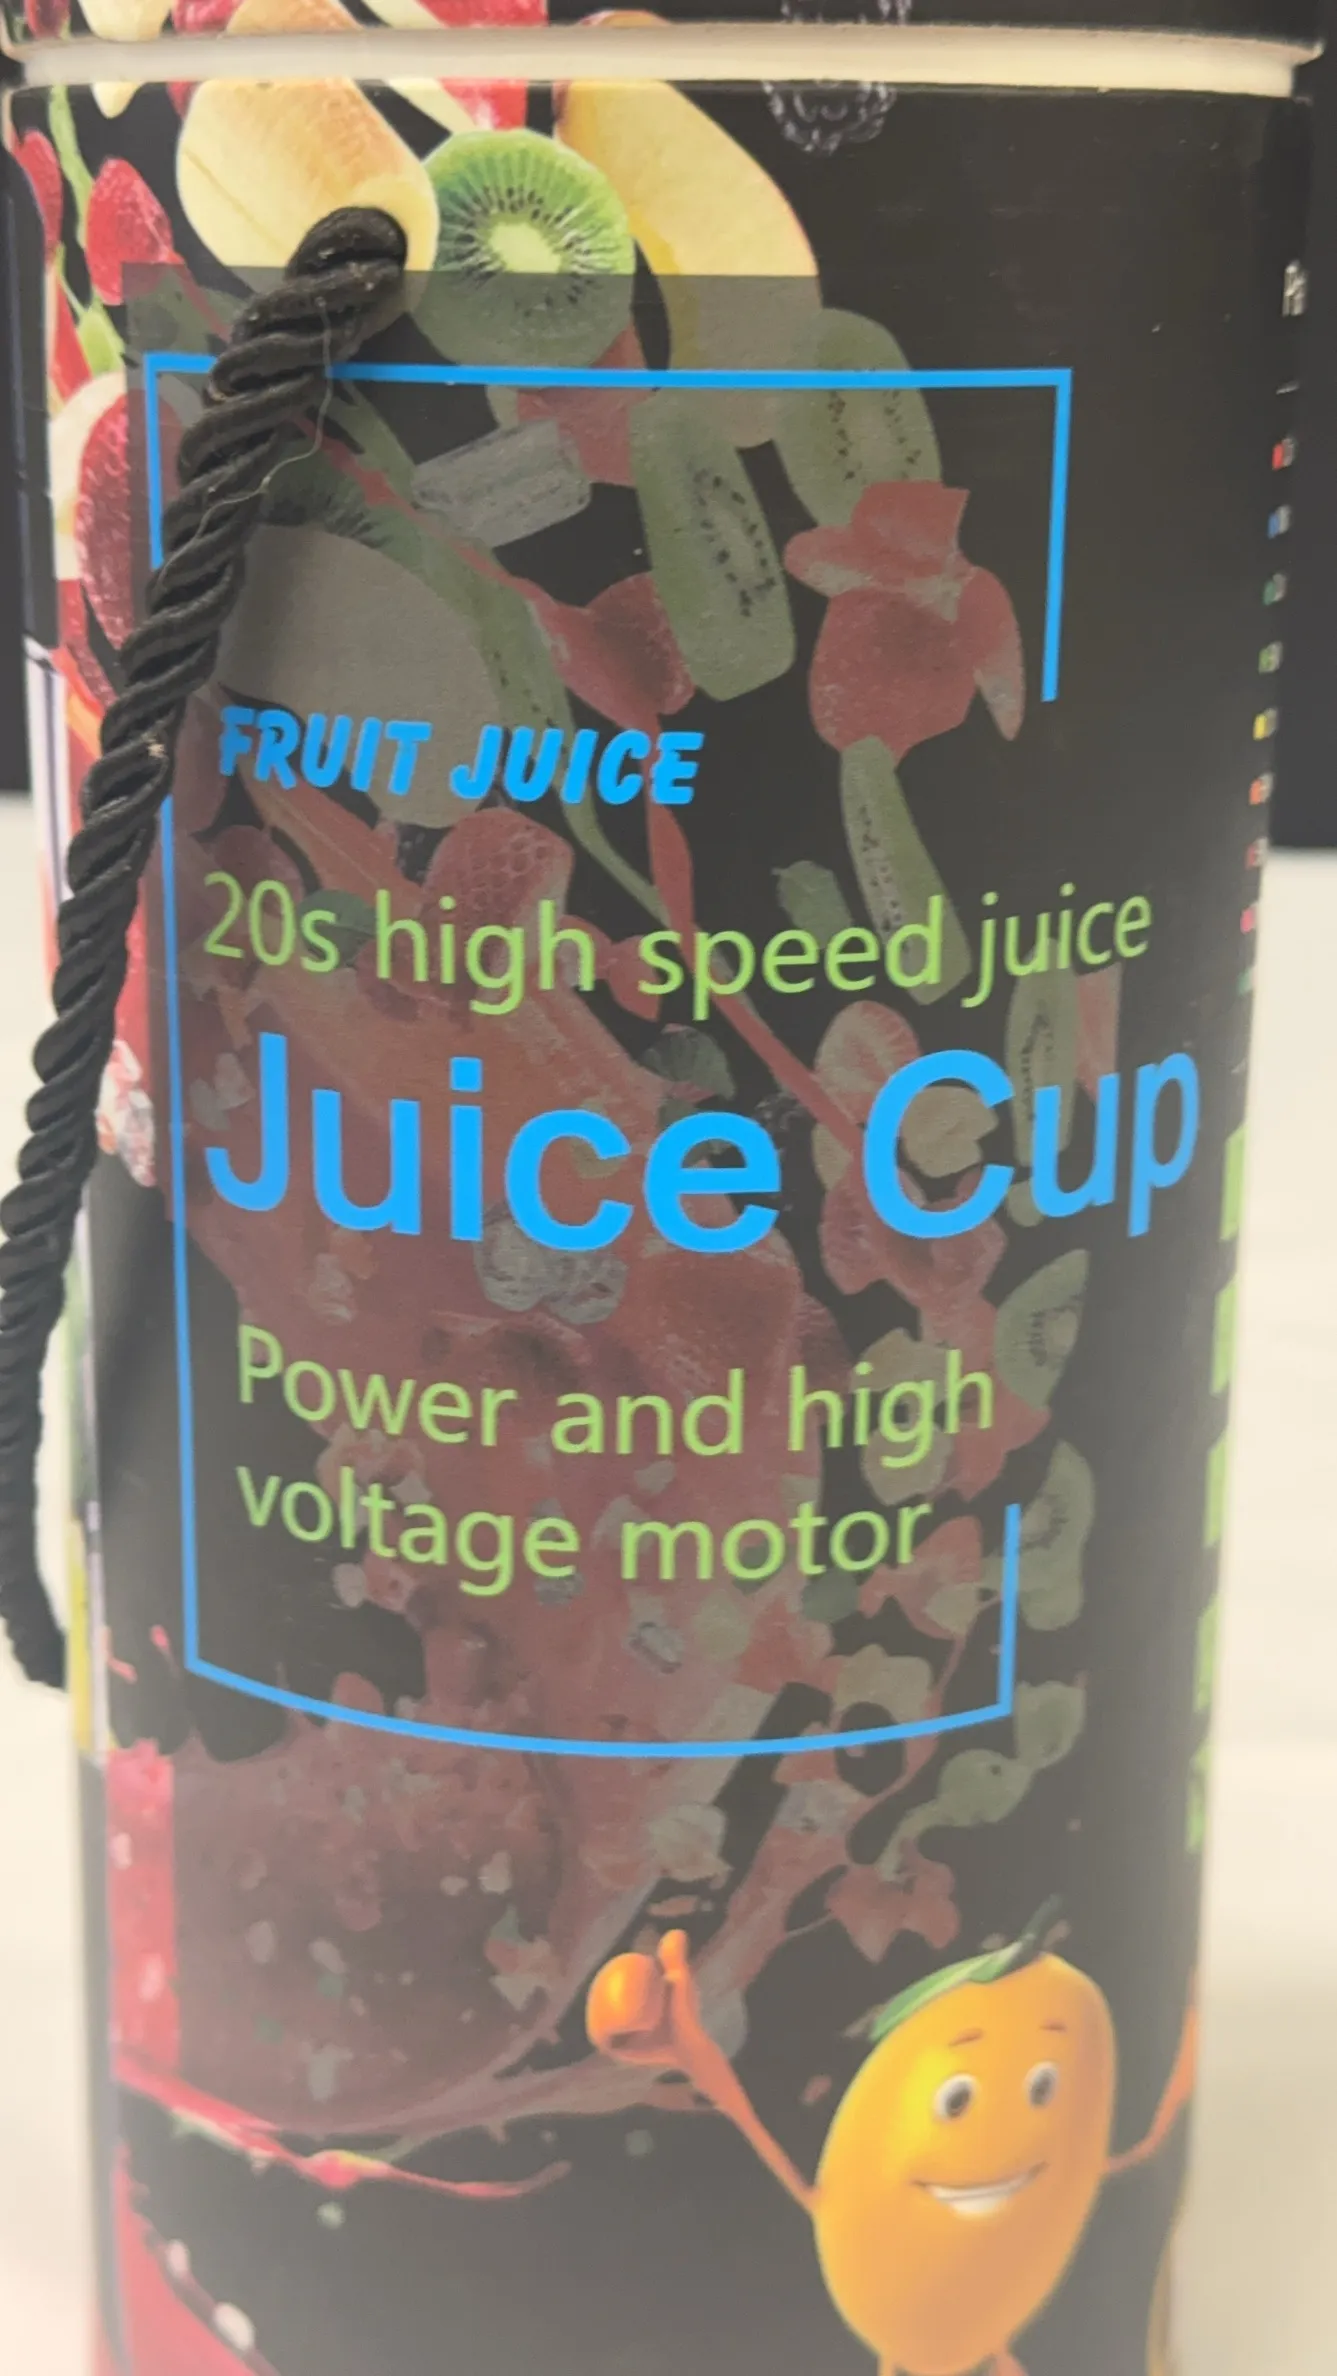 FRUIT JUICE
20s high speed juice
Juice Cup
Power and high
voltage motor